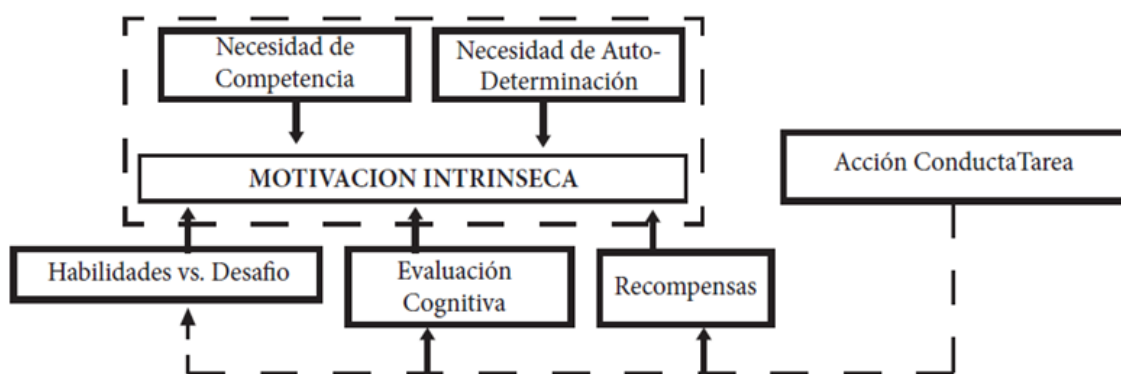 Necesidad de
Competencia
Necesidad de Auto-
Determinación
MOTIVACION INTRINSECA
Acción ConductaTarea
Habilidades vs. Desafio
Evaluación
Cognitiva
Recompensas